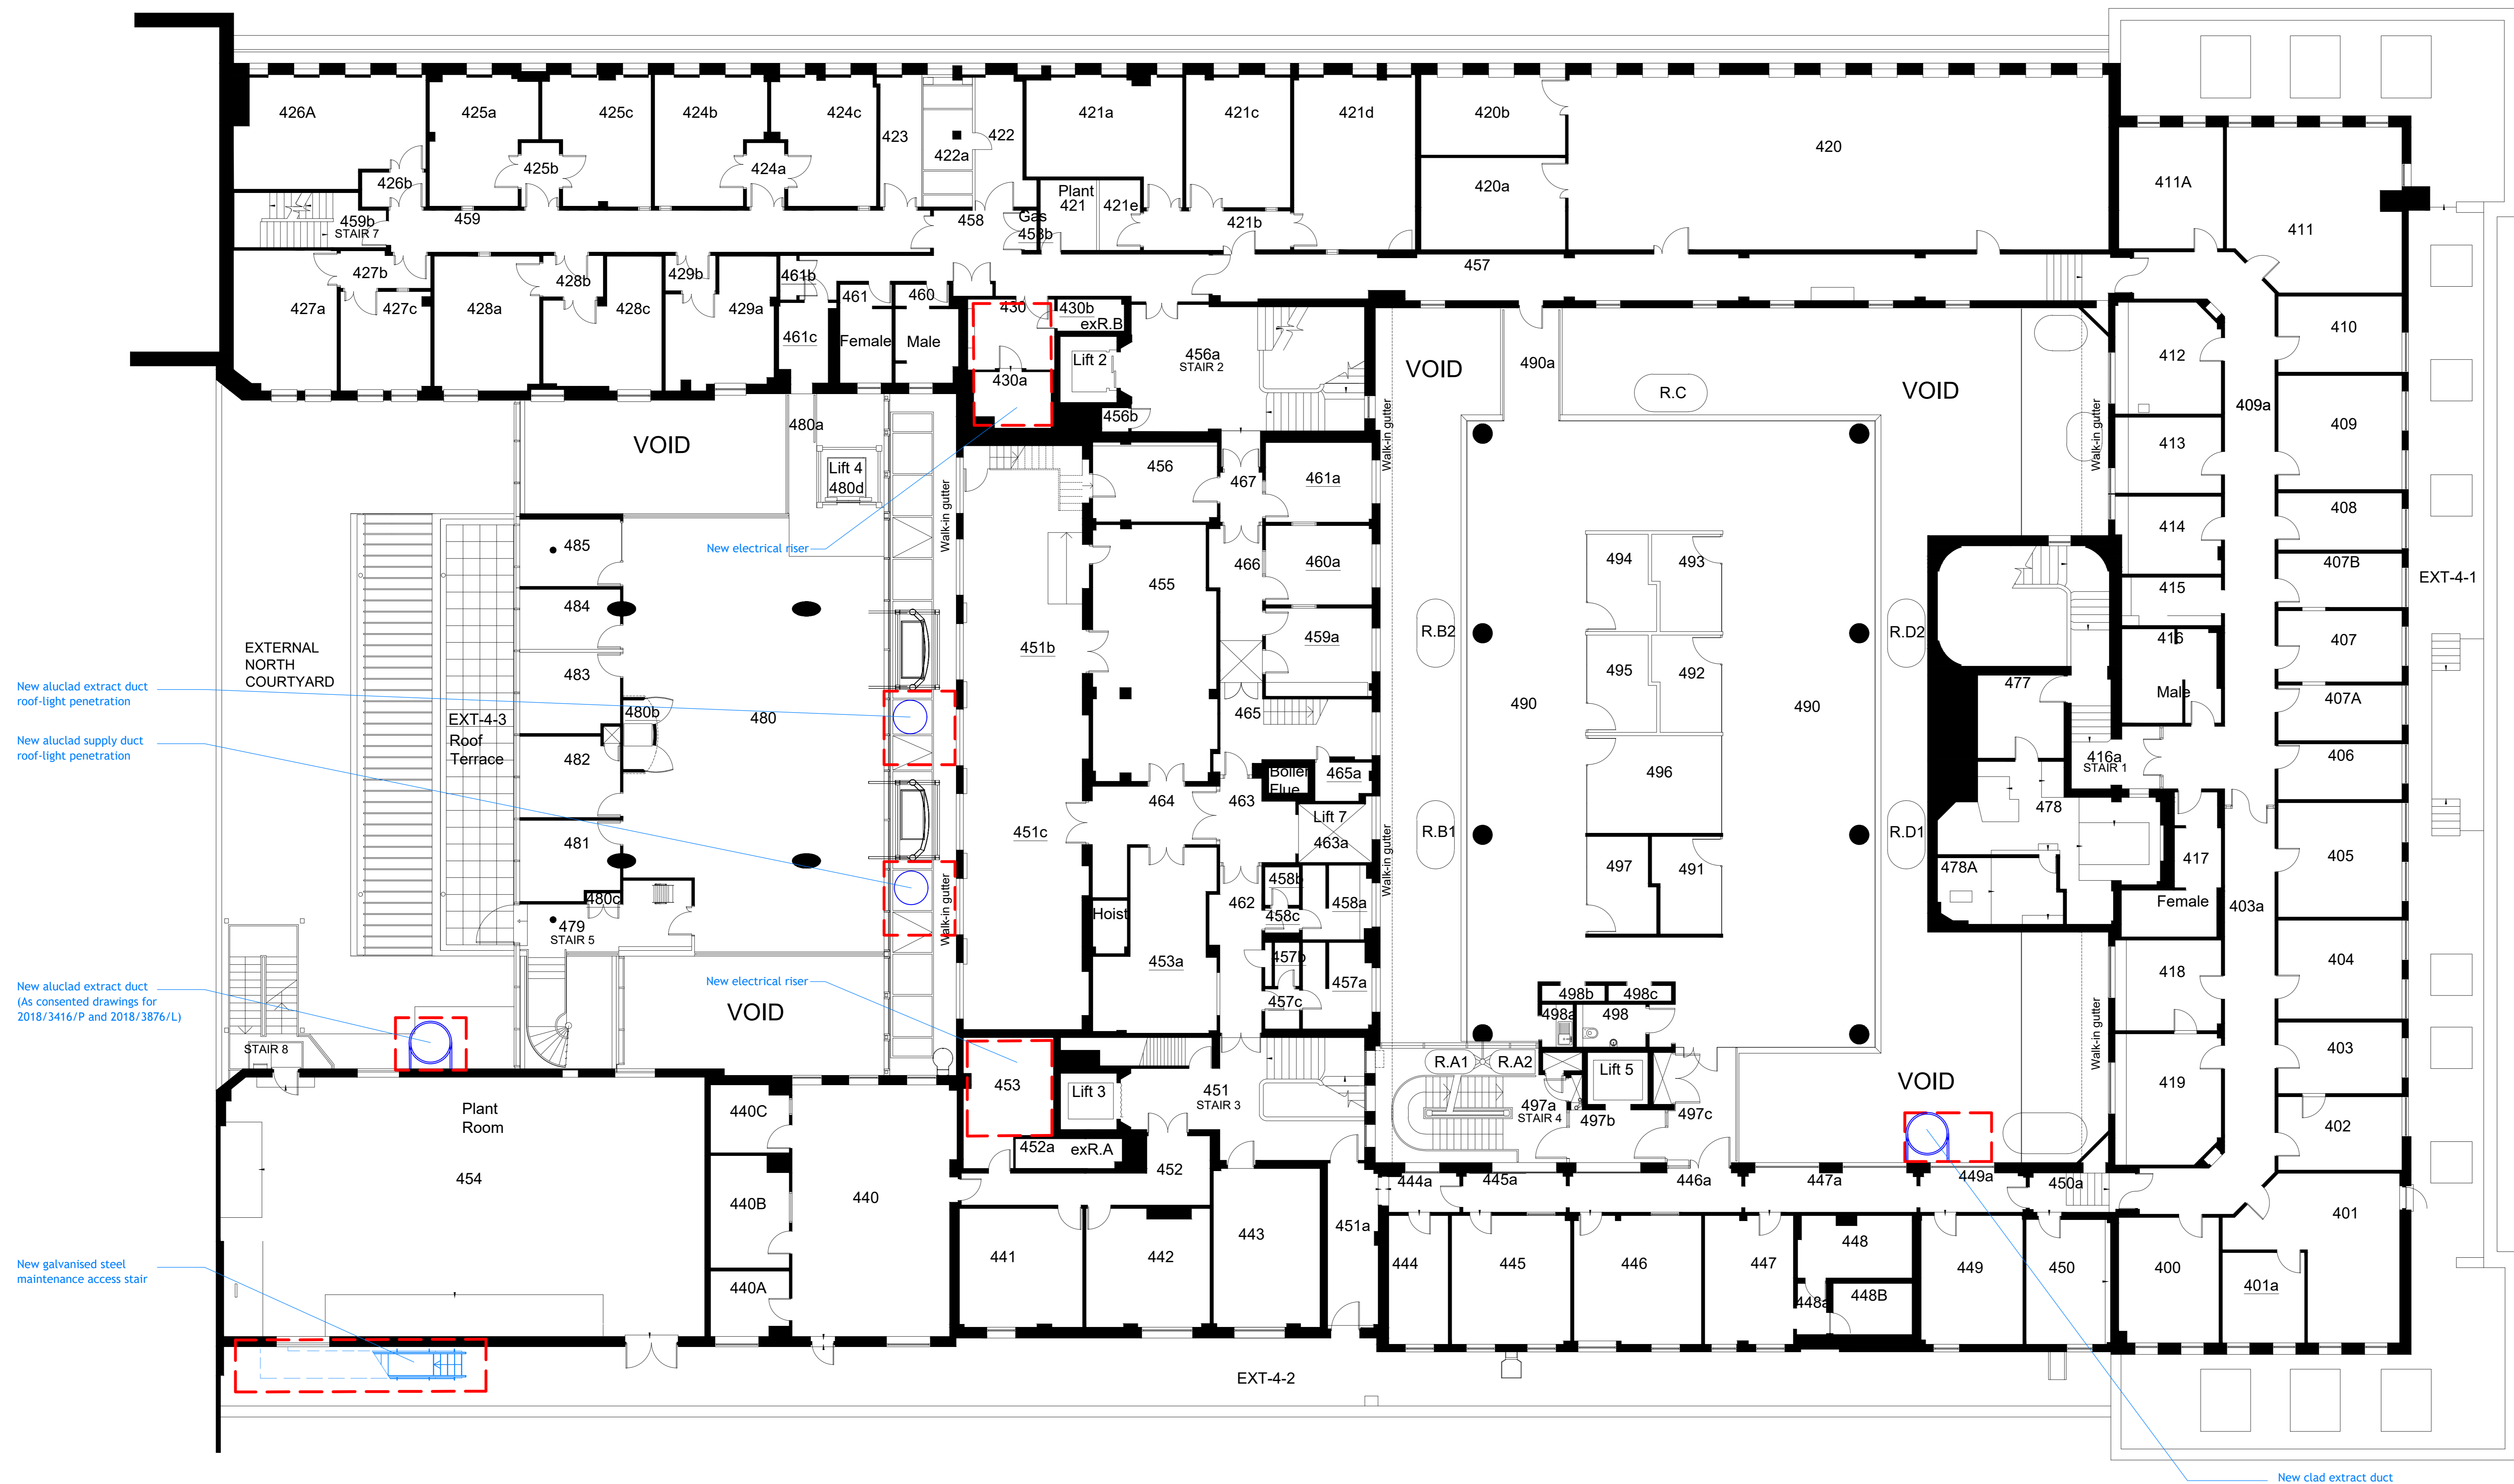 426A
425a
425c
424b
424c
423
422
422a
421a
421c
421d
420b
420
420a
411A
411
426b
425b
424a
Plant
421
421e
421b
459b
STAIR 7
459
458
Gas
458b
457
427b
427a
427c
428b
428a
428c
429b
429a
461b
461
460
461c
Female
Male
430
430b
exR.B
Lift 2
430a
456b
456a
STAIR 2
VOID
490a
R.C
VOID
412
410
409a
409
413
408
414
407B
415
407
416
Male
407A
406
EXT-4-1
VOID
480a
Lift 4
480d
Walk-in gutter
456
467
461a
Walk-in gutter
Walk-in gutter
New electrical riser
485
484
483
482
481
480b
480
480c
479
STAIR 5
EXTERNAL
NORTH
COURTYARD
EXT-4-3
Roof
Terrace
New aluclad extract duct
roof-light penetration
New aluclad supply duct
roof-light penetration
451b
455
466
460a
459a
465
Boiler
Flue
465a
464
463
Lift 7
463a
451c
Hoist
453a
462
458b
458a
458c
457b
457a
457c
Walk-in gutter
Walk-in gutter
R.B2
R.B1
490
494
493
495
492
496
497
491
490
R.D2
R.D1
477
416a
STAIR 1
478
478A
417
Female
405
403a
404
418
403
419
402
Walk-in gutter
498b
498c
498a
498
R.A1
R.A2
Lift 5
497a
STAIR 4
497b
497c
VOID
New electrical riser
VOID
New aluclad extract duct
(As consented drawings for
2018/3416/P and 2018/3876/L)
STAIR 8
Plant
Room
454
440C
440B
440
440A
453
Lift 3
451
STAIR 3
452a
exR.A
452
441
442
443
451a
444a
445a
446a
447a
449a
450a
444
445
446
447
448
448a
448B
449
450
400
401a
401
New galvanised steel
maintenance access stair
EXT-4-2
New clad extract duct